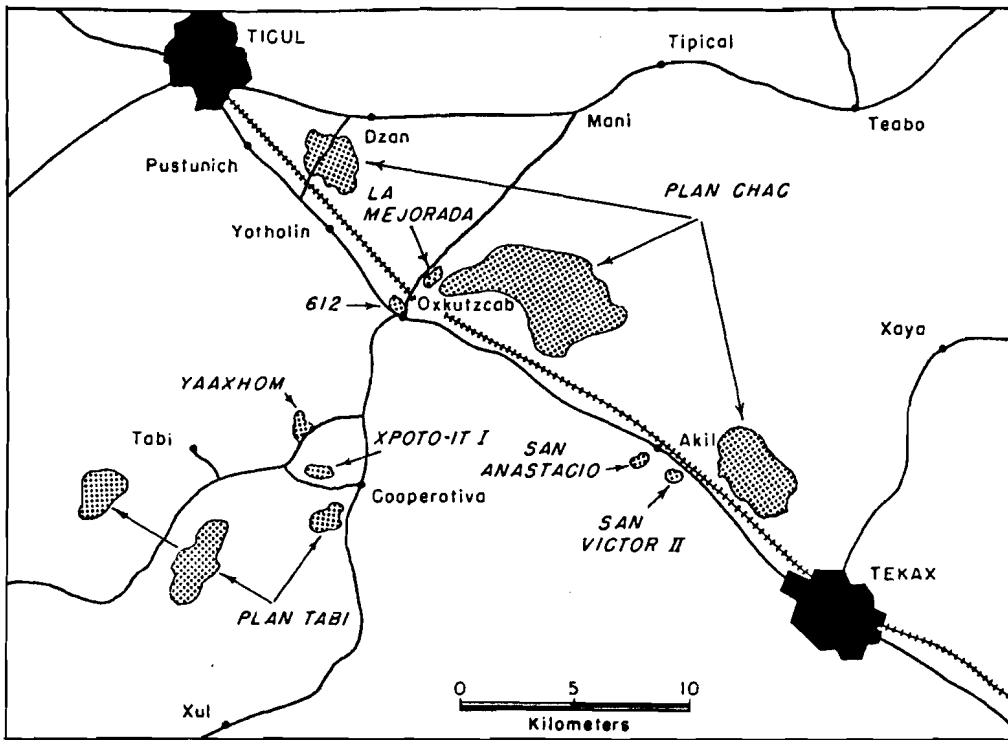 TICUL
Tipical
Dzan
Mani
Teabo
Pustunich
LA
MEJORADA
PLAN CHAC
Yotholin
612
Oxkutzcab
Xaya
YAAXHOM
Tabi
XPOTO-IT I
Akil
SAN
ANASTACIO
Cooperotiva
SAN
VICTOR II
TEKAX
PLAN TABI
0 5 10
Kilometers
Xul